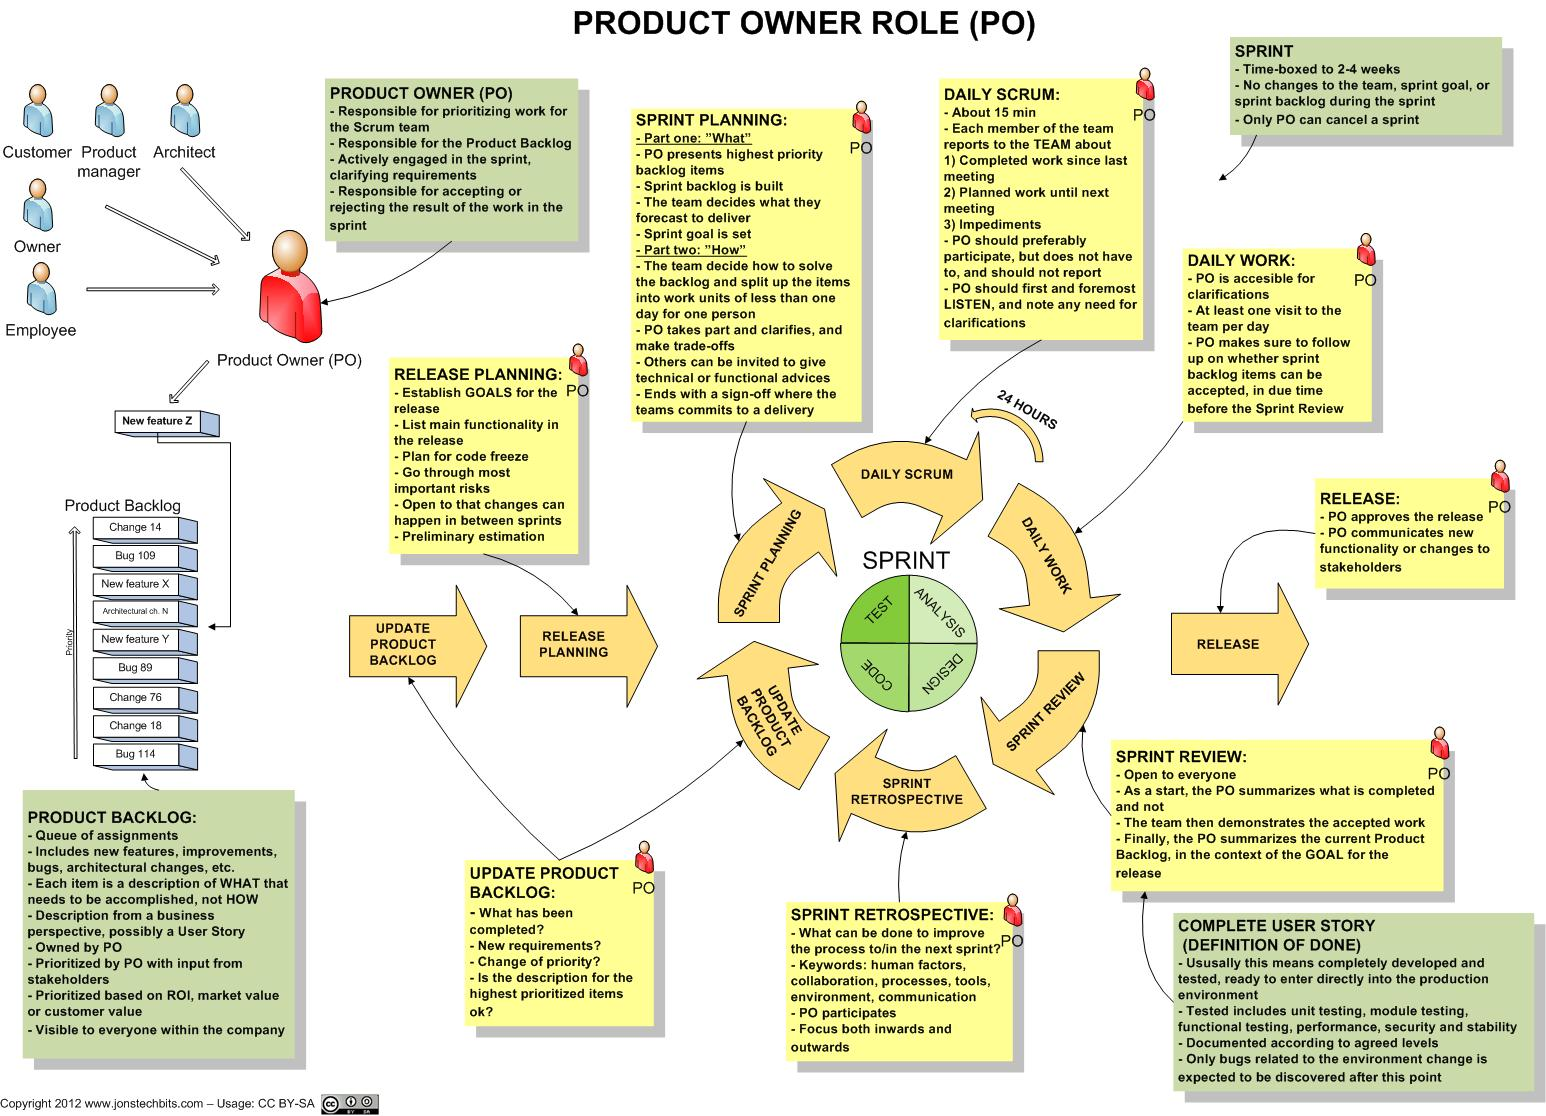 PRODUCT OWNER ROLE (PO)
Customer
Product
manager
Architect
Owner
Employee
Product Owner (PO)
PRODUCT OWNER (PO)
- Responsible for prioritizing work for
the Scrum team
- Responsible for the Product Backlog
- Actively engaged in the sprint,
clarifying requirements
- Responsible for accepting or
rejecting the result of the work in the
sprint
SPRINT PLANNING:
PO
- Part one: ”What”
- PO presents highest priority
backlog items
- Sprint backlog is built
- The team decides what they
forecast to deliver
- Sprint goal is set
- Part two: ”How”
- The team decide how to solve
the backlog and split up the items
into work units of less than one
day for one person
- PO takes part and clarifies, and
make trade-offs
- Others can be invited to give
technical or functional advices
- Ends with a sign-off where the
teams commits to a delivery
DAILY SCRUM:
PO
- About 15 min
- Each member of the team
reports to the TEAM about
1) Completed work since last
meeting
2) Planned work until next
meeting
3) Impediments
- PO should preferably
participate, but does not have
to, and should not report
- PO should first and foremost
LISTEN, and note any need for
clarifications
SPRINT
- Time-boxed to 2-4 weeks
- No changes to the team, sprint goal, or
sprint backlog during the sprint
- Only PO can cancel a sprint
DAILY WORK:
PO
- PO is accesible for
clarifications
- At least one visit to the
team per day
- PO makes sure to follow
up on whether sprint
backlog items can be
accepted, in due time
before the Sprint Review
RELEASE PLANNING:
PO
- Establish GOALS for the
release
- List main functionality in
the release
- Plan for code freeze
- Go through most
important risks
- Open to that changes can
happen in between sprints
- Preliminary estimation
RELEASE:
PO
- PO approves the release
- PO communicates new
functionality or changes to
stakeholders
New feature Z
Product Backlog
Priority
Change 14
Bug 109
New feature X
Architectural ch. N
New feature Y
Bug 89
Change 76
Change 18
Bug 114
UPDATE
PRODUCT
BACKLOG
RELEASE
PLANNING
SPRINT PLANNING
DAILY SCRUM
24 HOURS
DAILY WORK
SPRINT REVIEW
SPRINT
RETROSPECTIVE
UPDATE
PRODUCT
BACKLOG
SPRINT
TEST
ANALYSIS
CODE
DESIGN
RELEASE
PRODUCT BACKLOG:
- Queue of assignments
- Includes new features, improvements,
bugs, architectural changes, etc.
- Each item is a description of WHAT that
needs to be accomplished, not HOW
- Description from a business
perspective, possibly a User Story
- Owned by PO
- Prioritized by PO with input from
stakeholders
- Prioritized based on ROI, market value
or customer value
- Visible to everyone within the company
UPDATE PRODUCT
BACKLOG:
PO
- What has been
completed?
- New requirements?
- Change of priority?
- Is the description for the
highest prioritized items
ok?
SPRINT RETROSPECTIVE:
PO
- What can be done to improve
the process to/in the next sprint?
- Keywords: human factors,
collaboration, processes, tools,
environment, communication
- PO participates
- Focus both inwards and
outwards
SPRINT REVIEW:
PO
- Open to everyone
- As a start, the PO summarizes what is completed
and not
- The team then demonstrates the accepted work
- Finally, the PO summarizes the current Product
Backlog, in the context of the GOAL for the
release
COMPLETE USER STORY
(DEFINITION OF DONE)
- Ususally this means completely developed and
tested, ready to enter directly into the production
environment
- Tested includes unit testing, module testing,
functional testing, performance, security and stability
- Documented according to agreed levels
- Only bugs related to the environment change is
expected to be discovered after this point
Copyright 2012 www.jonstechbits.com – Usage: CC BY-SA
cc
BY SA